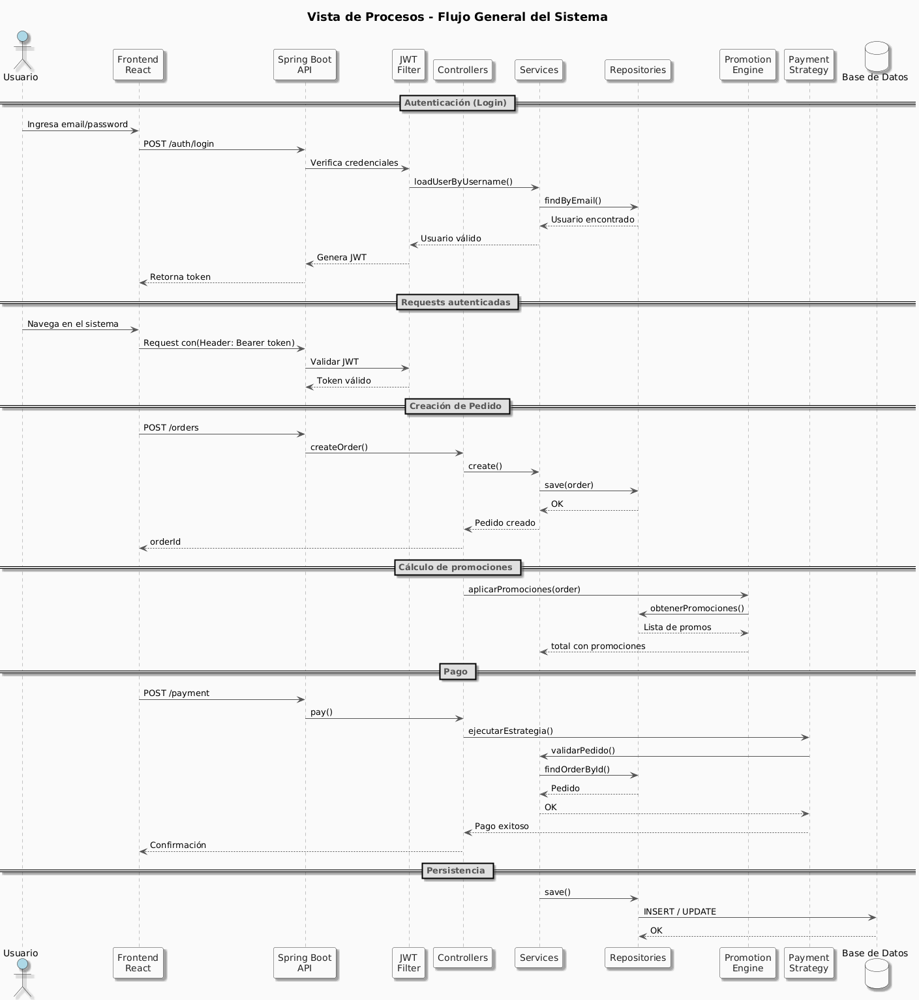 Vista de Procesos - Flujo General del Sistema
Usuario
Frontend
React
Spring Boot
API
JWT
Filter
Controllers
Services
Repositories
Promotion
Engine
Payment
Strategy
Base de Datos
Autenticación (Login)
Ingresa email/password
POST /auth/login
Verifica credenciales
loadUserByUsername()
findByEmail()
Usuario encontrado
Usuario válido
Genera JWT
Retorna token
Requests autenticadas
Navega en el sistema
Request con(Header: Bearer token)
Validar JWT
Token válido
Creación de Pedido
POST /orders
createOrder()
create()
save(order)
OK
Pedido creado
orderId
Cálculo de promociones
aplicarPromociones(order)
obtenerPromociones()
Lista de promos
total con promociones
Pago
POST /payment
pay()
ejecutarEstrategia()
validarPedido()
findOrderById()
Pedido
OK
Pago exitoso
Confirmación
Persistencia
save()
INSERT / UPDATE
OK
Usuario
Frontend
React
Spring Boot
API
JWT
Filter
Controllers
Services
Repositories
Promotion
Engine
Payment
Strategy
Base de Datos